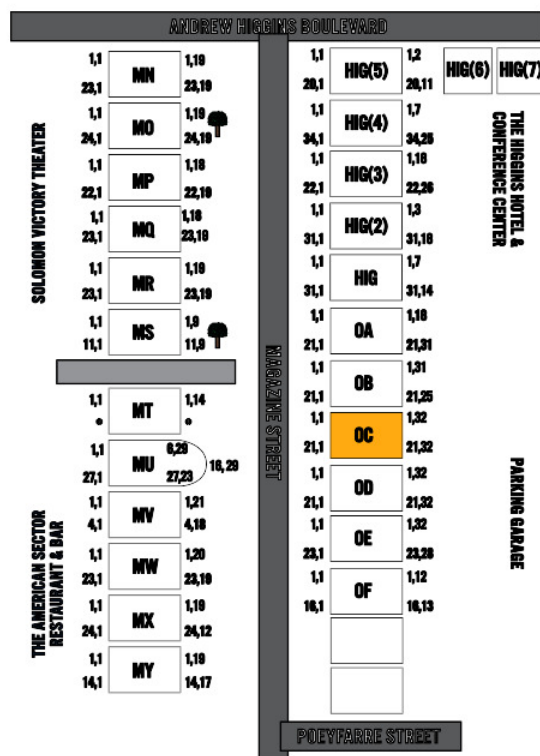 ANDREW HIGGINS BOULEVARD
SOLOMON VICTORY THEATER
1,1 MN 1,19
23,1 23,19
1,1 MO 1,19
24,1 24,19
1,1 MP 1,18
22,1 22,19
1,1 MQ 1,18
23,1 23,19
1,1 MR 1,19
23,1 23,19
1,1 MS 1,9
11,1 11,9
THE AMERICAN SECTOR
RESTAURANT & BAR
1,1 MT 1,14
1,1 MU 6,29
27,1 27,23 16,29
1,1 MV 1,21
4,1 4,18
1,1 MW 1,20
23,1 23,19
1,1 MX 1,19
24,1 24,12
1,1 MY 1,19
14,1 14,17
MAGAZINE STREET
1,1 HIG(5) 1,2 HIG(6) HIG(7)
20,1 20,11
1,1 HIG(4) 1,7
34,1 34,25
1,1 HIG(3) 1,16
22,1 22,26
1,1 HIG(2) 1,3
31,1 31,16
1,1 HIG 1,7
31,1 31,14
1,1 OA 1,18
21,1 21,31
1,1 OB 1,31
21,1 21,25
1,1 OC 1,32
21,1 21,32
1,1 OD 1,32
21,1 21,32
1,1 OE 1,32
23,1 23,28
1,1 OF 1,12
16,1 16,13
THE HIGGINS HOTEL &
CONFERENCE CENTER
PARKING GARAGE
POEYFARRE STREET